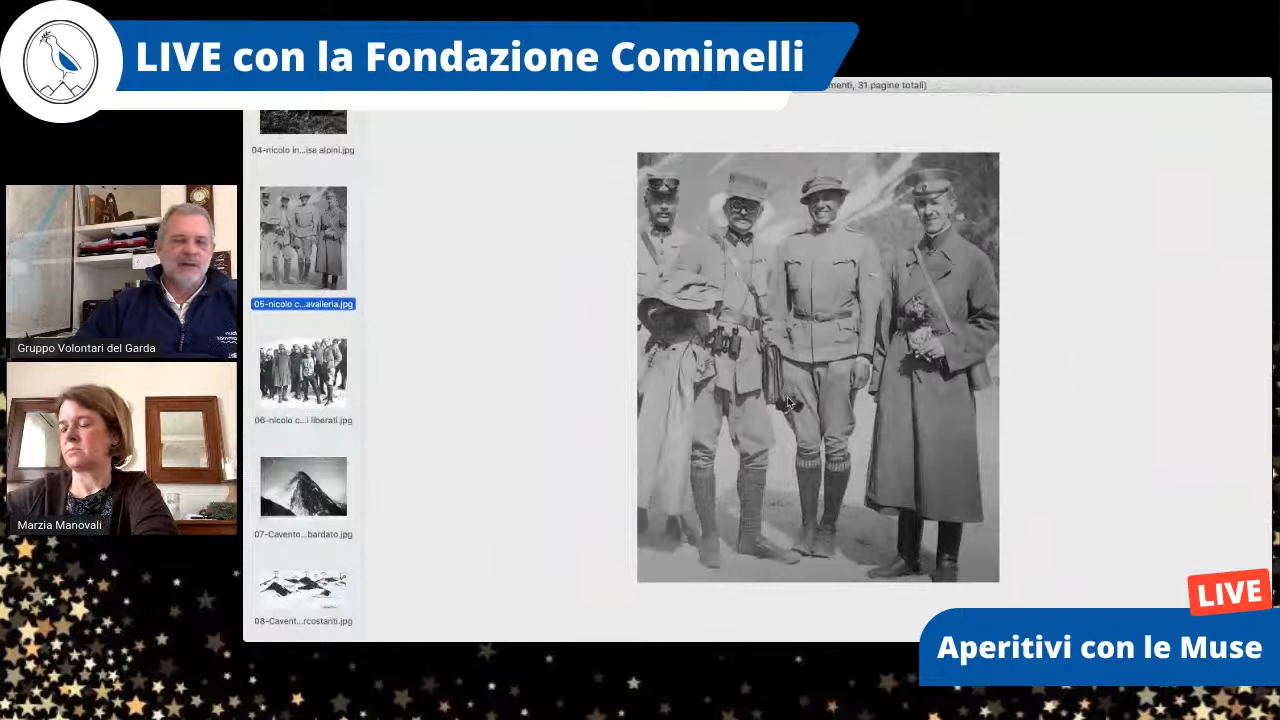 LIVE con la Fondazione Cominelli
menti, 31 pagine totali)
04-nicolo in...isa alpini.jpg
05-nicolo c...avalleria.jpg
Gruppo Volontari del Garda
06-nicolo c...i liberati.jpg
Marzia Manovali
07-Cavento...bardato.jpg
LIVE
08-Cavent...rcostanti.jpg
Aperitivi con le Muse